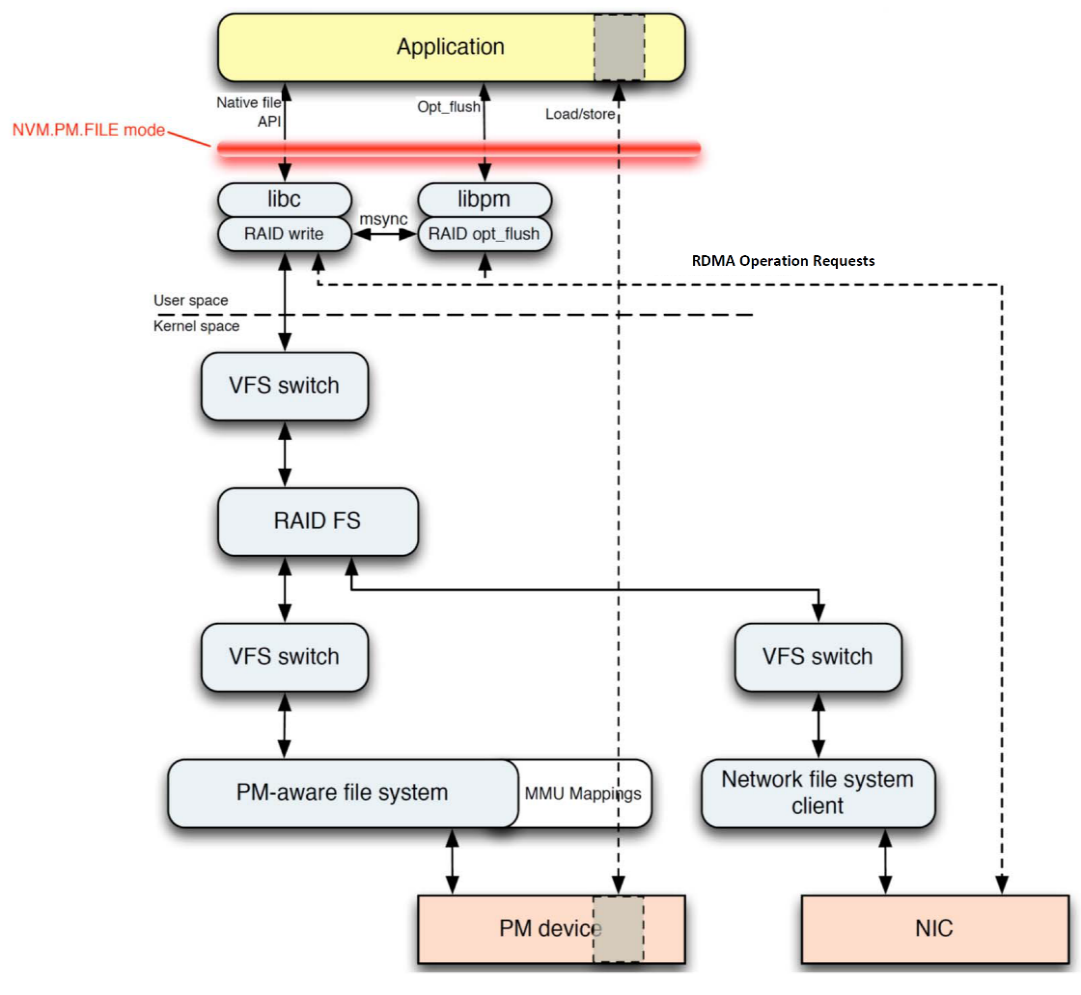 Application
Native file
API
Opt_flush
Load/store
NVM.PM.FILE mode
libc
RAID write
msync
libpm
RAID opt_flush
RDMA Operation Requests
User space
Kernel space
VFS switch
RAID FS
VFS switch
VFS switch
PM-aware file system
MMU Mappings
Network file system
client
PM device
NIC